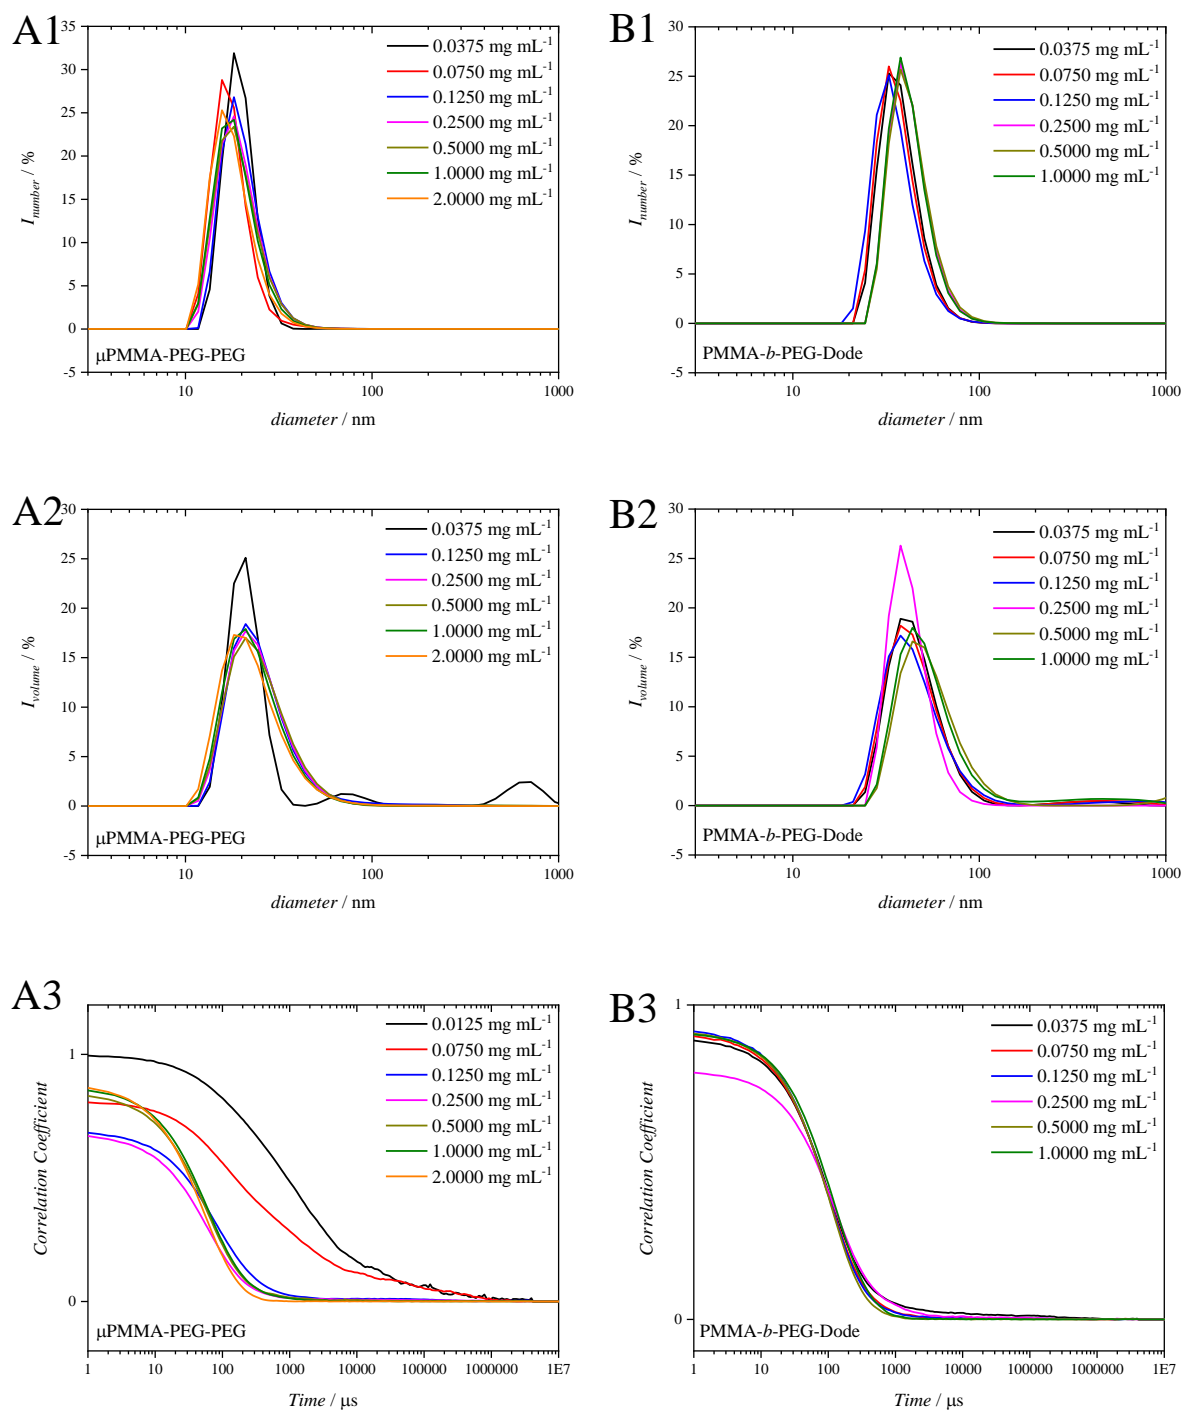 A1
35
30
25
20
15
10
5
0
-5
I_number / %
0.0375 mg mL⁻¹
0.0750 mg mL⁻¹
0.1250 mg mL⁻¹
0.2500 mg mL⁻¹
0.5000 mg mL⁻¹
1.0000 mg mL⁻¹
2.0000 mg mL⁻¹
µPMMA-PEG-PEG
10 100 1000
diameter / nm
B1
30
25
20
15
10
5
0
-5
I_number / %
0.0375 mg mL⁻¹
0.0750 mg mL⁻¹
0.1250 mg mL⁻¹
0.2500 mg mL⁻¹
0.5000 mg mL⁻¹
1.0000 mg mL⁻¹
PMMA-b-PEG-Dode
10 100 1000
diameter / nm
A2
30
25
20
15
10
5
0
-5
I_volume / %
0.0375 mg mL⁻¹
0.1250 mg mL⁻¹
0.2500 mg mL⁻¹
0.5000 mg mL⁻¹
1.0000 mg mL⁻¹
2.0000 mg mL⁻¹
µPMMA-PEG-PEG
10 100 1000
diameter / nm
B2
30
25
20
15
10
5
0
-5
I_volume / %
0.0375 mg mL⁻¹
0.0750 mg mL⁻¹
0.1250 mg mL⁻¹
0.2500 mg mL⁻¹
0.5000 mg mL⁻¹
1.0000 mg mL⁻¹
PMMA-b-PEG-Dode
10 100 1000
diameter / nm
A3
1
0
Correlation Coefficient
0.0125 mg mL⁻¹
0.0750 mg mL⁻¹
0.1250 mg mL⁻¹
0.2500 mg mL⁻¹
0.5000 mg mL⁻¹
1.0000 mg mL⁻¹
2.0000 mg mL⁻¹
µPMMA-PEG-PEG
1 10 100 1000 10000 100000 1000000 1E7
Time / µs
B3
1
0
Correlation Coefficient
0.0375 mg mL⁻¹
0.0750 mg mL⁻¹
0.1250 mg mL⁻¹
0.2500 mg mL⁻¹
0.5000 mg mL⁻¹
1.0000 mg mL⁻¹
PMMA-b-PEG-Dode
1 10 100 1000 10000 100000 1000000 1E7
Time / µs